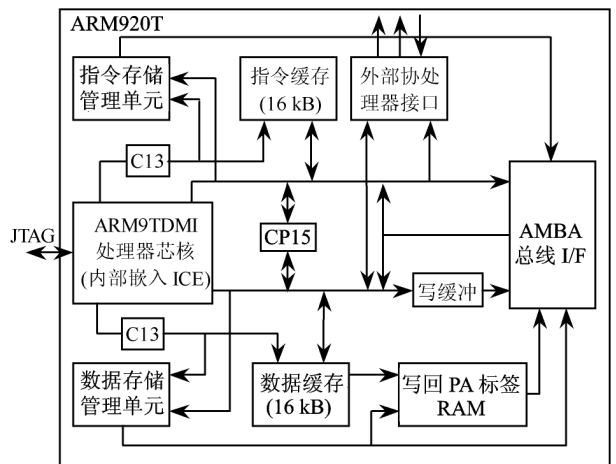 ARM920T
指令存储
管理单元
指令缓存
(16 kB)
外部协处
理器接口
C13
JTAG
ARM9TDMI
处理器芯核
(内部嵌入 ICE)
CP15
AMBA
总线 I/F
写缓冲
C13
数据存储
管理单元
数据缓存
(16 kB)
写回 PA 标签
RAM